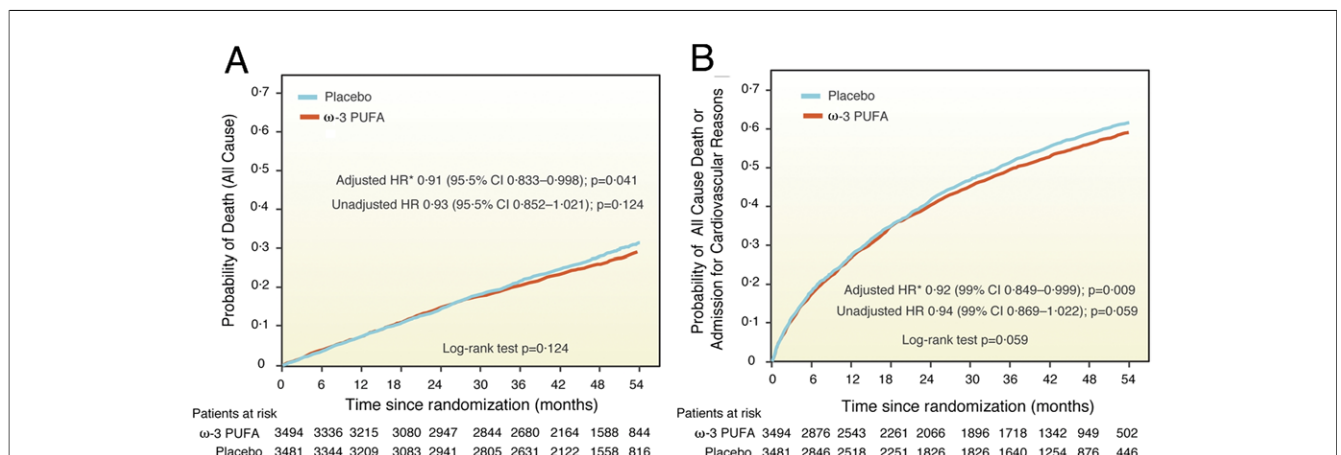 A
Probability of Death (All Cause)
0·7
0·6
0·5
0·4
0·3
0·2
0·1
0
Placebo
ω-3 PUFA
Adjusted HR* 0·91 (95·5% CI 0·833–0·998); p=0·041
Unadjusted HR 0·93 (95·5% CI 0·852–1·021); p=0·124
Log-rank test p=0·124
0 6 12 18 24 30 36 42 48 54
Time since randomization (months)
Patients at risk
ω-3 PUFA 3494 3336 3215 3080 2947 2844 2680 2164 1588 844
Placebo 3481 3344 3209 3083 2941 2805 2631 2122 1558 816
B
Probability of All Cause Death or
Admission for Cardiovascular Reasons
0·7
0·6
0·5
0·4
0·3
0·2
0·1
0
Placebo
ω-3 PUFA
Adjusted HR* 0·92 (99% CI 0·849–0·999); p=0·009
Unadjusted HR 0·94 (99% CI 0·869–1·022); p=0·059
Log-rank test p=0·059
0 6 12 18 24 30 36 42 48 54
Time since randomization (months)
Patients at risk
ω-3 PUFA 3494 2876 2543 2261 2066 1896 1718 1342 949 502
Placebo 3481 2846 2518 2251 1826 1826 1640 1254 876 446